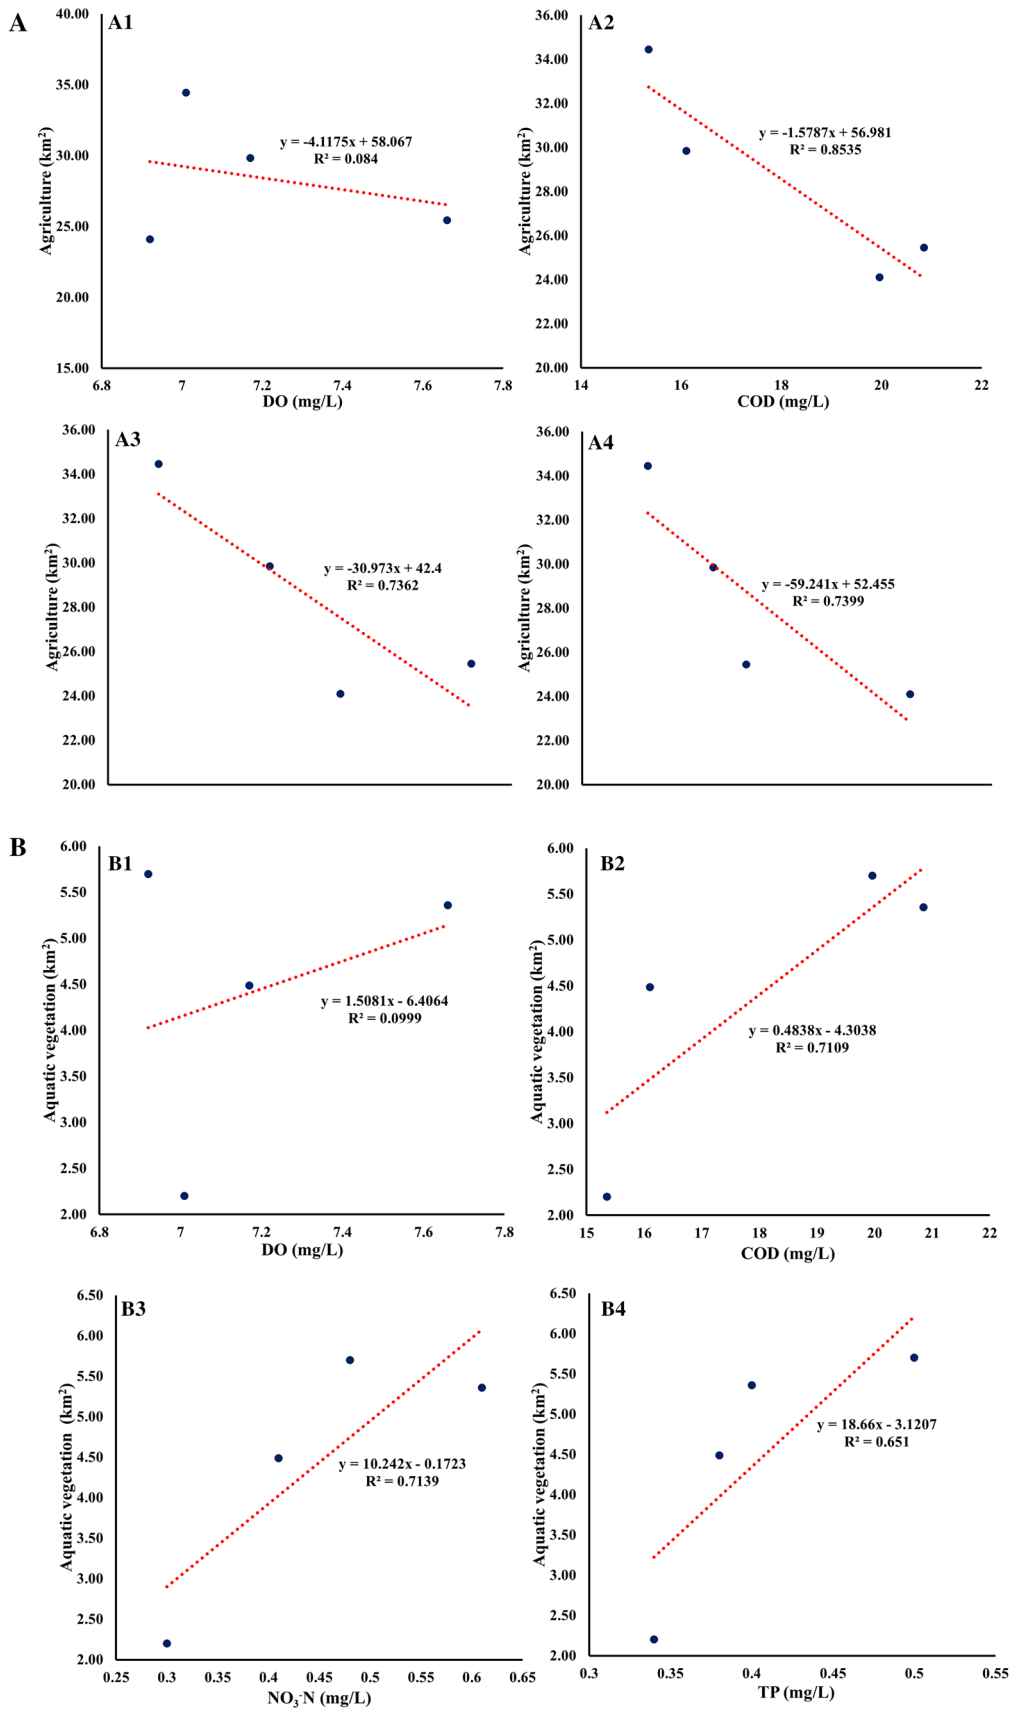 A
A1
40.00
35.00
30.00
25.00
20.00
15.00
Agriculture (km²)
y = -4.1175x + 58.067
R² = 0.084
6.8 7 7.2 7.4 7.6 7.8
DO (mg/L)
A2
36.00
34.00
32.00
30.00
28.00
26.00
24.00
22.00
20.00
Agriculture (km²)
y = -1.5787x + 56.981
R² = 0.8535
14 16 18 20 22
COD (mg/L)
A3
36.00
34.00
32.00
30.00
28.00
26.00
24.00
22.00
20.00
Agriculture (km²)
y = -30.973x + 42.4
R² = 0.7362
A4
36.00
34.00
32.00
30.00
28.00
26.00
24.00
22.00
20.00
Agriculture (km²)
y = -59.241x + 52.455
R² = 0.7399
B
B1
6.00
5.50
5.00
4.50
4.00
3.50
3.00
2.50
2.00
Aquatic vegetation (km²)
y = 1.5081x - 6.4064
R² = 0.0999
6.8 7 7.2 7.4 7.6 7.8
DO (mg/L)
B2
6.00
5.50
5.00
4.50
4.00
3.50
3.00
2.50
2.00
Aquatic vegetation (km²)
y = 0.4838x - 4.3038
R² = 0.7109
15 16 17 18 19 20 21 22
COD (mg/L)
B3
6.50
6.00
5.50
5.00
4.50
4.00
3.50
3.00
2.50
2.00
Aquatic vegetation (km²)
y = 10.242x - 0.1723
R² = 0.7139
0.25 0.3 0.35 0.4 0.45 0.5 0.55 0.6 0.65
NO₃⁻N (mg/L)
B4
6.50
6.00
5.50
5.00
4.50
4.00
3.50
3.00
2.50
2.00
Aquatic vegetation (km²)
y = 18.66x - 3.1207
R² = 0.651
0.3 0.35 0.4 0.45 0.5 0.55
TP (mg/L)